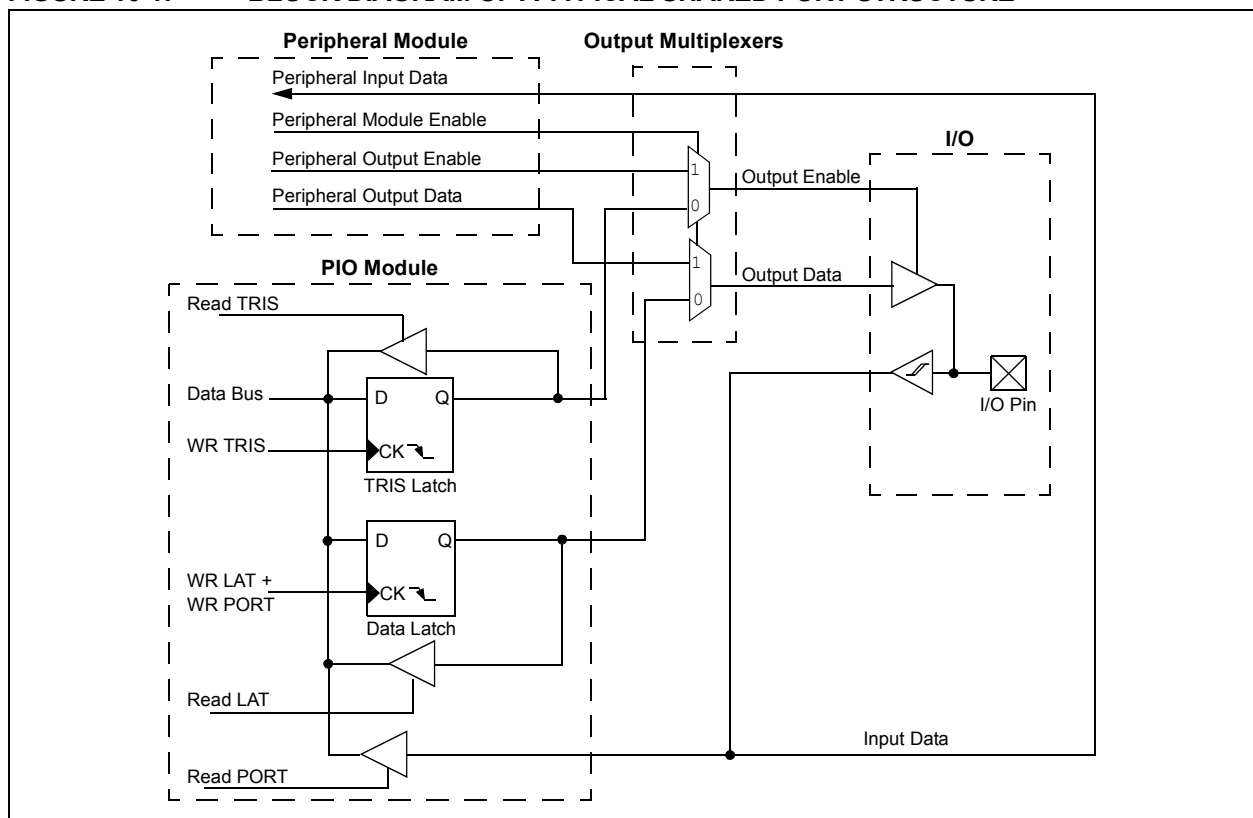 Peripheral Module
Output Multiplexers
Peripheral Input Data
Peripheral Module Enable
Peripheral Output Enable
Peripheral Output Data
1
0
Output Enable
1
0
Output Data
I/O
I/O Pin
PIO Module
Read TRIS
Data Bus
D Q
WR TRIS
CK
TRIS Latch
D Q
WR LAT +
WR PORT
CK
Data Latch
Read LAT
Read PORT
Input Data